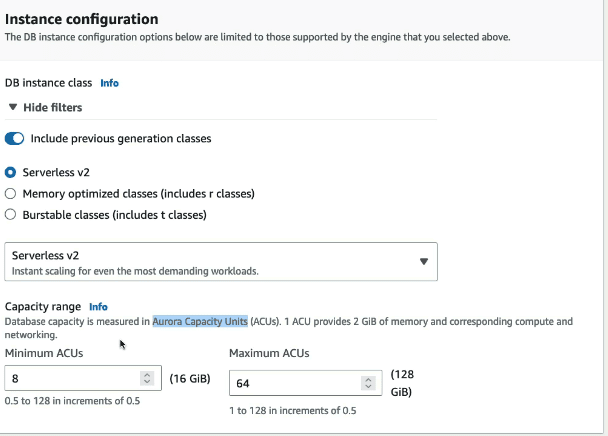 Instance configuration
The DB instance configuration options below are limited to those supported by the engine that you selected above.
DB instance class Info
Hide filters
Include previous generation classes
Serverless v2
Memory optimized classes (includes r classes)
Burstable classes (includes t classes)
Serverless v2
Instant scaling for even the most demanding workloads.
Capacity range Info
Database capacity is measured in Aurora Capacity Units (ACUs). 1 ACU provides 2 GiB of memory and corresponding compute and
networking.
Minimum ACUs
8 (16 GiB)
0.5 to 128 in increments of 0.5
Maximum ACUs
64 (128
GiB)
1 to 128 in increments of 0.5